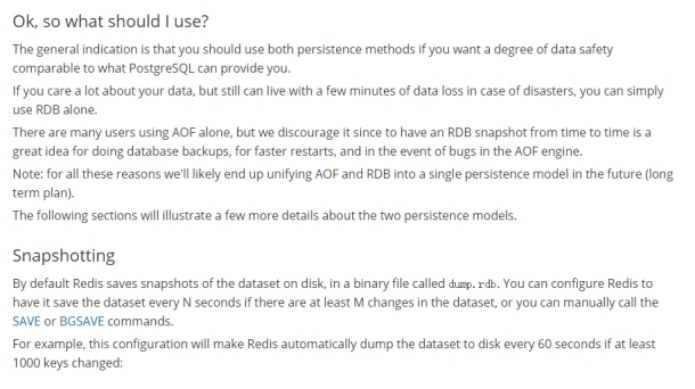 Ok, so what should I use?
The general indication is that you should use both persistence methods if you want a degree of data safety
comparable to what PostgreSQL can provide you.
If you care a lot about your data, but still can live with a few minutes of data loss in case of disasters, you can simply
use RDB alone.
There are many users using AOF alone, but we discourage it since to have an RDB snapshot from time to time is a
great idea for doing database backups, for faster restarts, and in the event of bugs in the AOF engine.
Note: for all these reasons we'll likely end up unifying AOF and RDB into a single persistence model in the future (long
term plan).
The following sections will illustrate a few more details about the two persistence models.
Snapshotting
By default Redis saves snapshots of the dataset on disk, in a binary file called dump.rdb. You can configure Redis to
have it save the dataset every N seconds if there are at least M changes in the dataset, or you can manually call the
SAVE or BGSAVE commands.
For example, this configuration will make Redis automatically dump the dataset to disk every 60 seconds if at least
1000 keys changed: